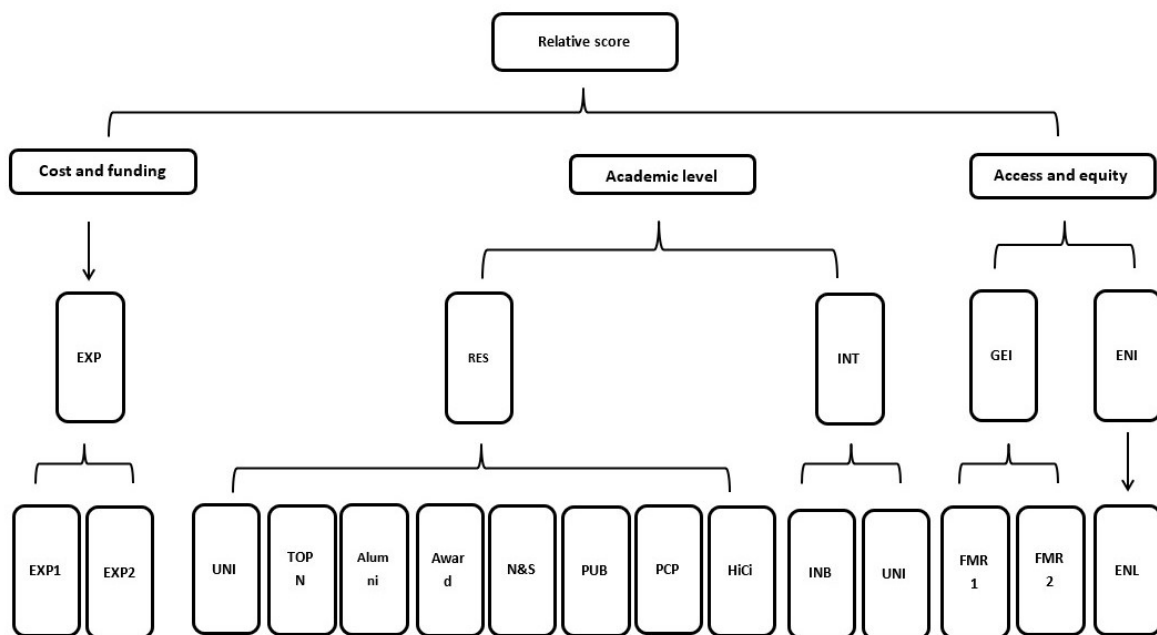 Relative score
Cost and funding
Academic level
Access and equity
EXP
RES
INT
GEI
ENI
EXP1
EXP2
UNI
TOP
N
Alum
ni
Awar
d
N&S
PUB
PCP
HiCi
INB
UNI
FMR
1
FMR
2
ENL